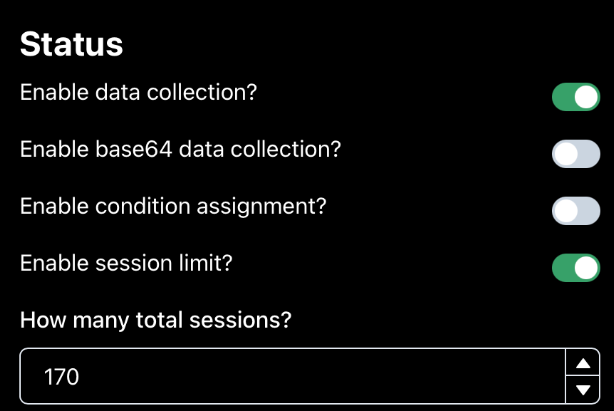 Status
Enable data collection?
Enable base64 data collection?
Enable condition assignment?
Enable session limit?
How many total sessions?
170